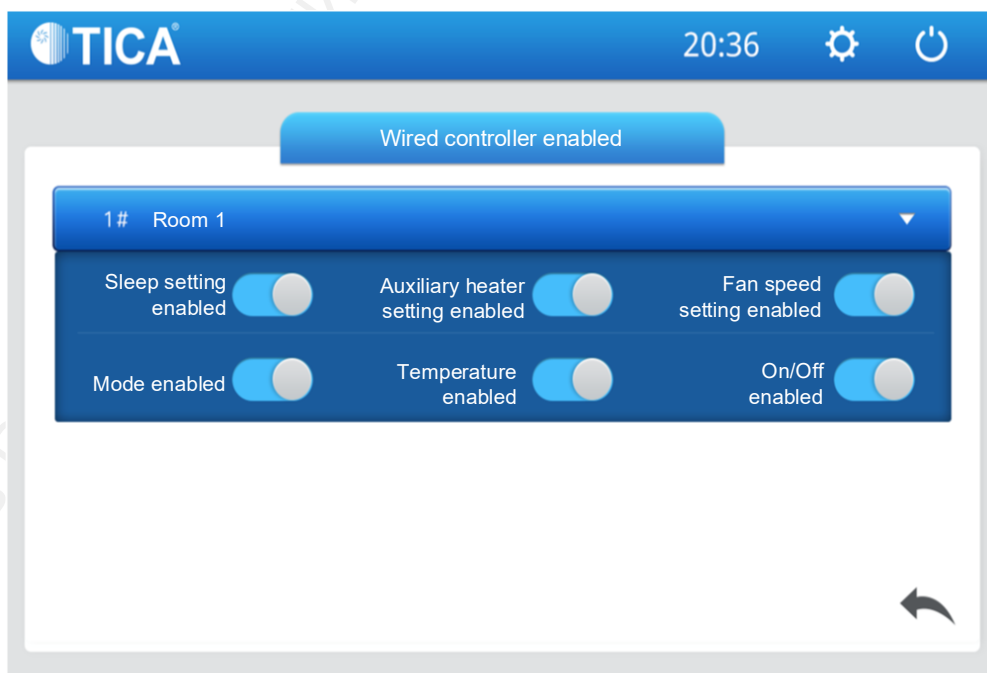 TICA®
20:36
Wired controller enabled
1# Room 1
Sleep setting
enabled
Auxiliary heater
setting enabled
Fan speed
setting enabled
Mode enabled
Temperature
enabled
On/Off
enabled